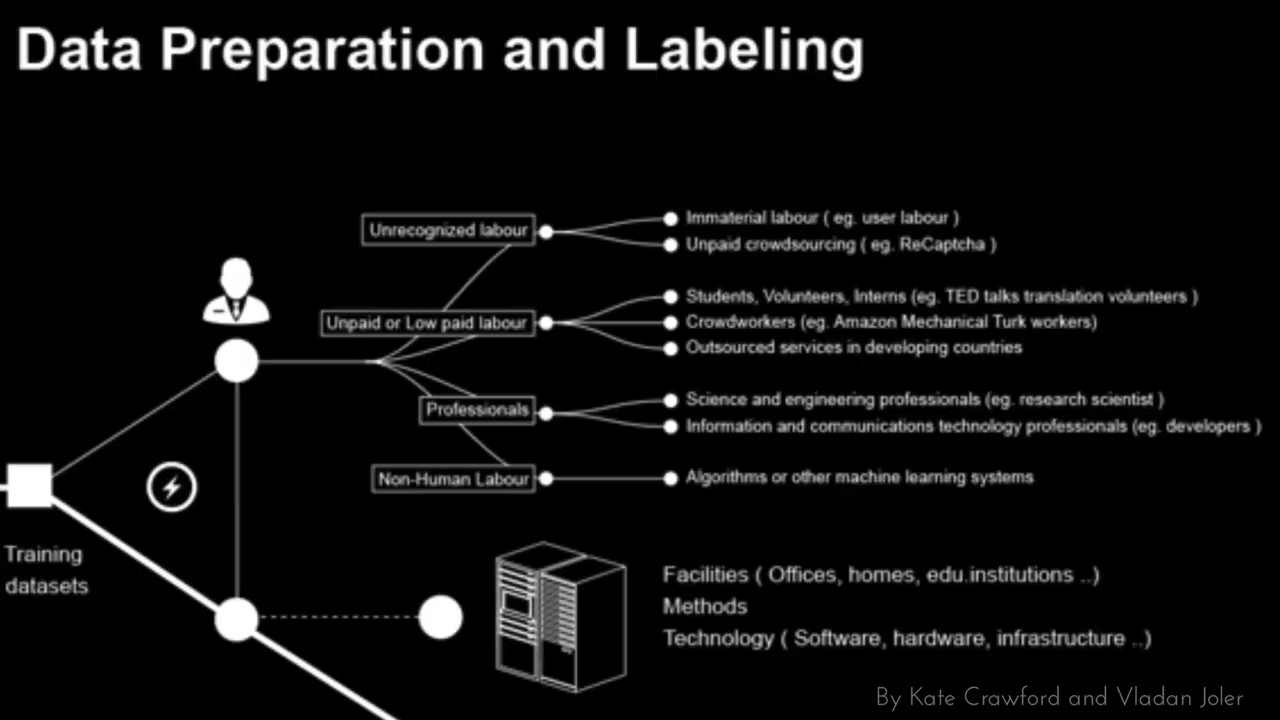 Data Preparation and Labeling
Unrecognized labour
Immaterial labour ( eg. user labour )
Unpaid crowdsourcing ( eg. ReCaptcha )
Unpaid or Low paid labour
Students, Volunteers, Interns (eg. TED talks translation volunteers )
Crowdworkers (eg. Amazon Mechanical Turk workers)
Outsourced services in developing countries
Professionals
Science and engineering professionals (eg. research scientist )
Information and communications technology professionals (eg. developers )
Non-Human Labour
Algorithms or other machine learning systems
Training
datasets
Facilities ( Offices, homes, edu.institutions ..)
Methods
Technology ( Software, hardware, infrastructure ..)
By Kate Crawford and Vladan Joler